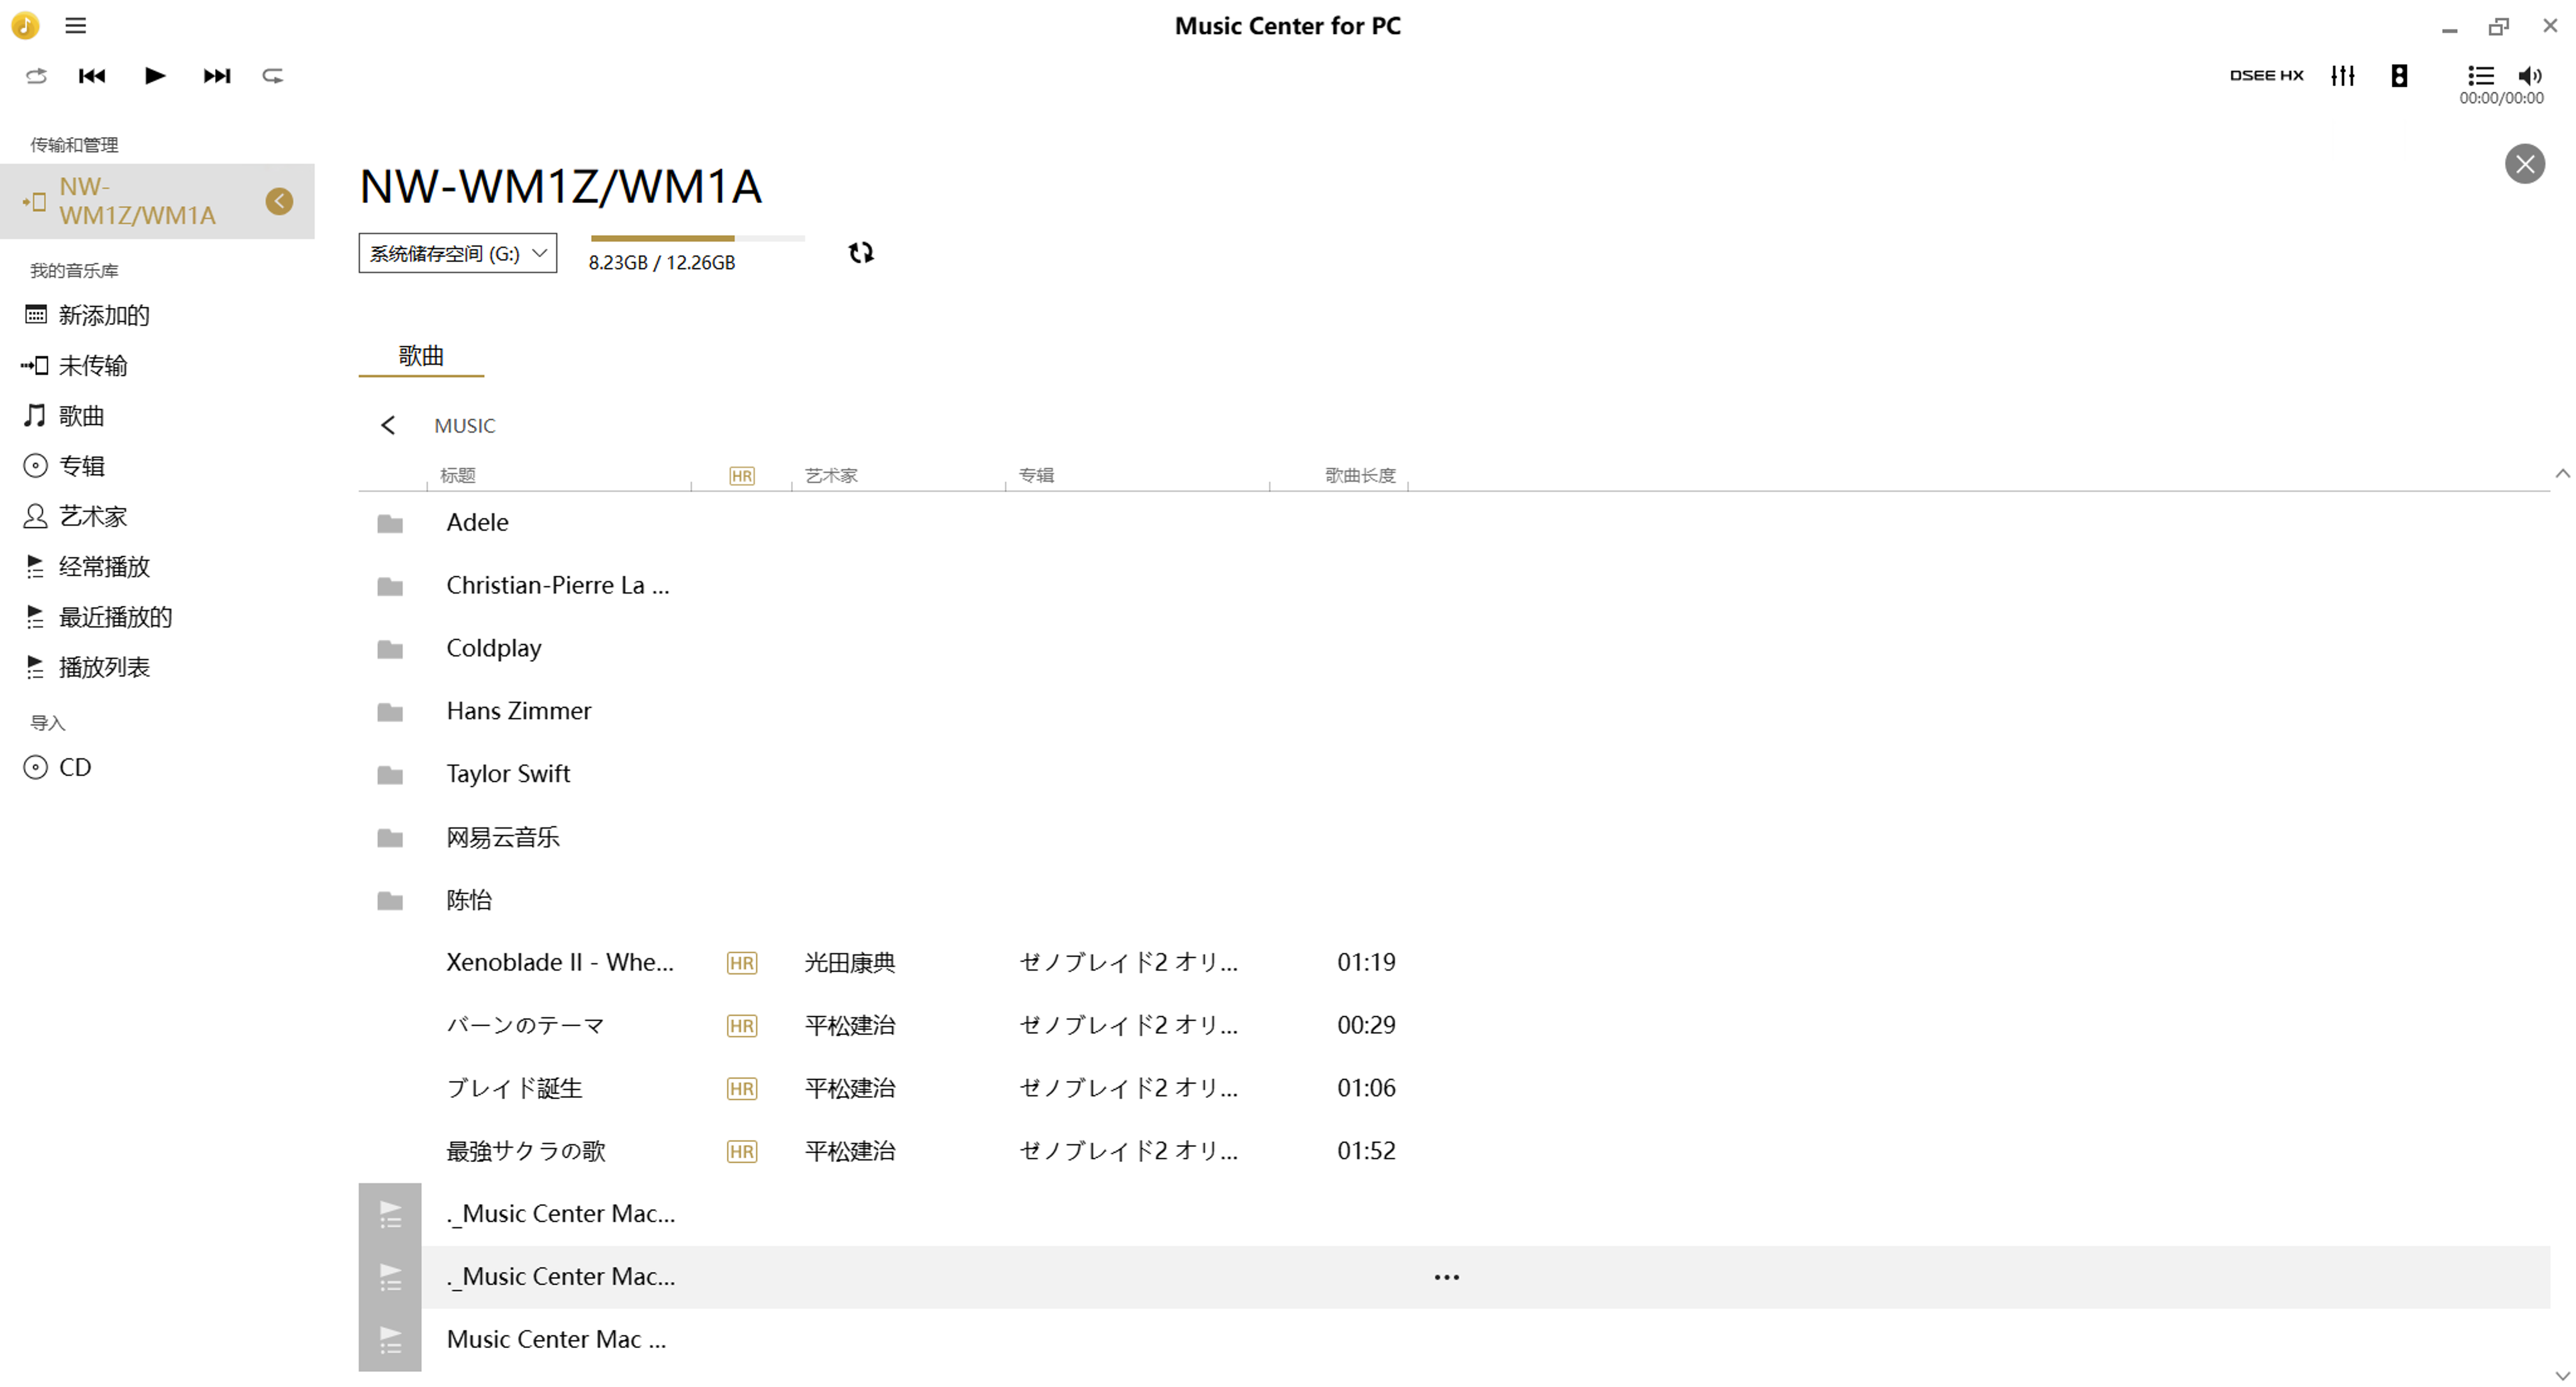 Music Center for PC
DSEE HX
00:00/00:00
传输和管理
NW-
WM1Z/WM1A
我的音乐库
新添加的
未传输
歌曲
专辑
艺术家
经常播放
最近播放的
播放列表
导入
CD
NW-WM1Z/WM1A
系统储存空间 (G:)
8.23GB / 12.26GB
歌曲
MUSIC
标题 HR 艺术家 专辑 歌曲长度
Adele
Christian-Pierre La ...
Coldplay
Hans Zimmer
Taylor Swift
网易云音乐
陈怡
Xenoblade II - Whe... HR 光田康典 ゼノブレイド2 オリ... 01:19
バーンのテーマ HR 平松建治 ゼノブレイド2 オリ... 00:29
ブレイド誕生 HR 平松建治 ゼノブレイド2 オリ... 01:06
最強サクラの歌 HR 平松建治 ゼノブレイド2 オリ... 01:52
._Music Center Mac...
._Music Center Mac...
Music Center Mac ...